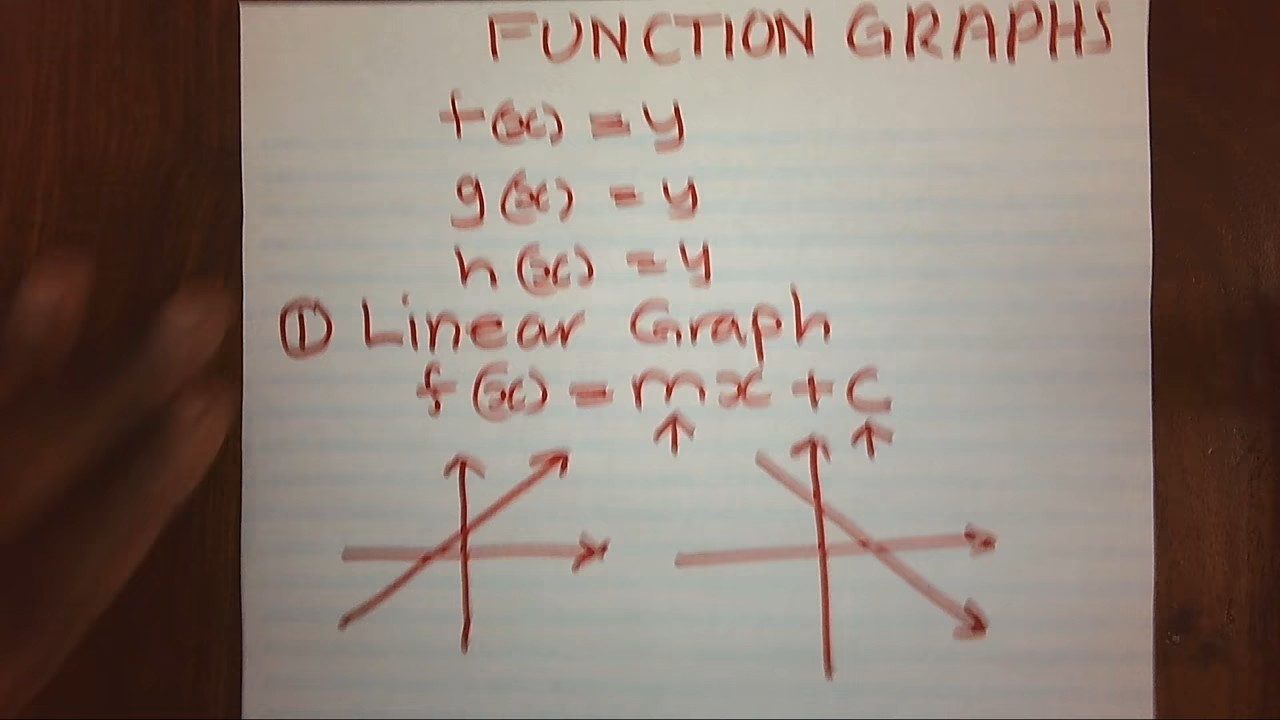 FUNCTION GRAPHS
f(x) = y
g(x) = y
h(x) = y
① Linear Graph
f(x) = mx + c
↑ ↑